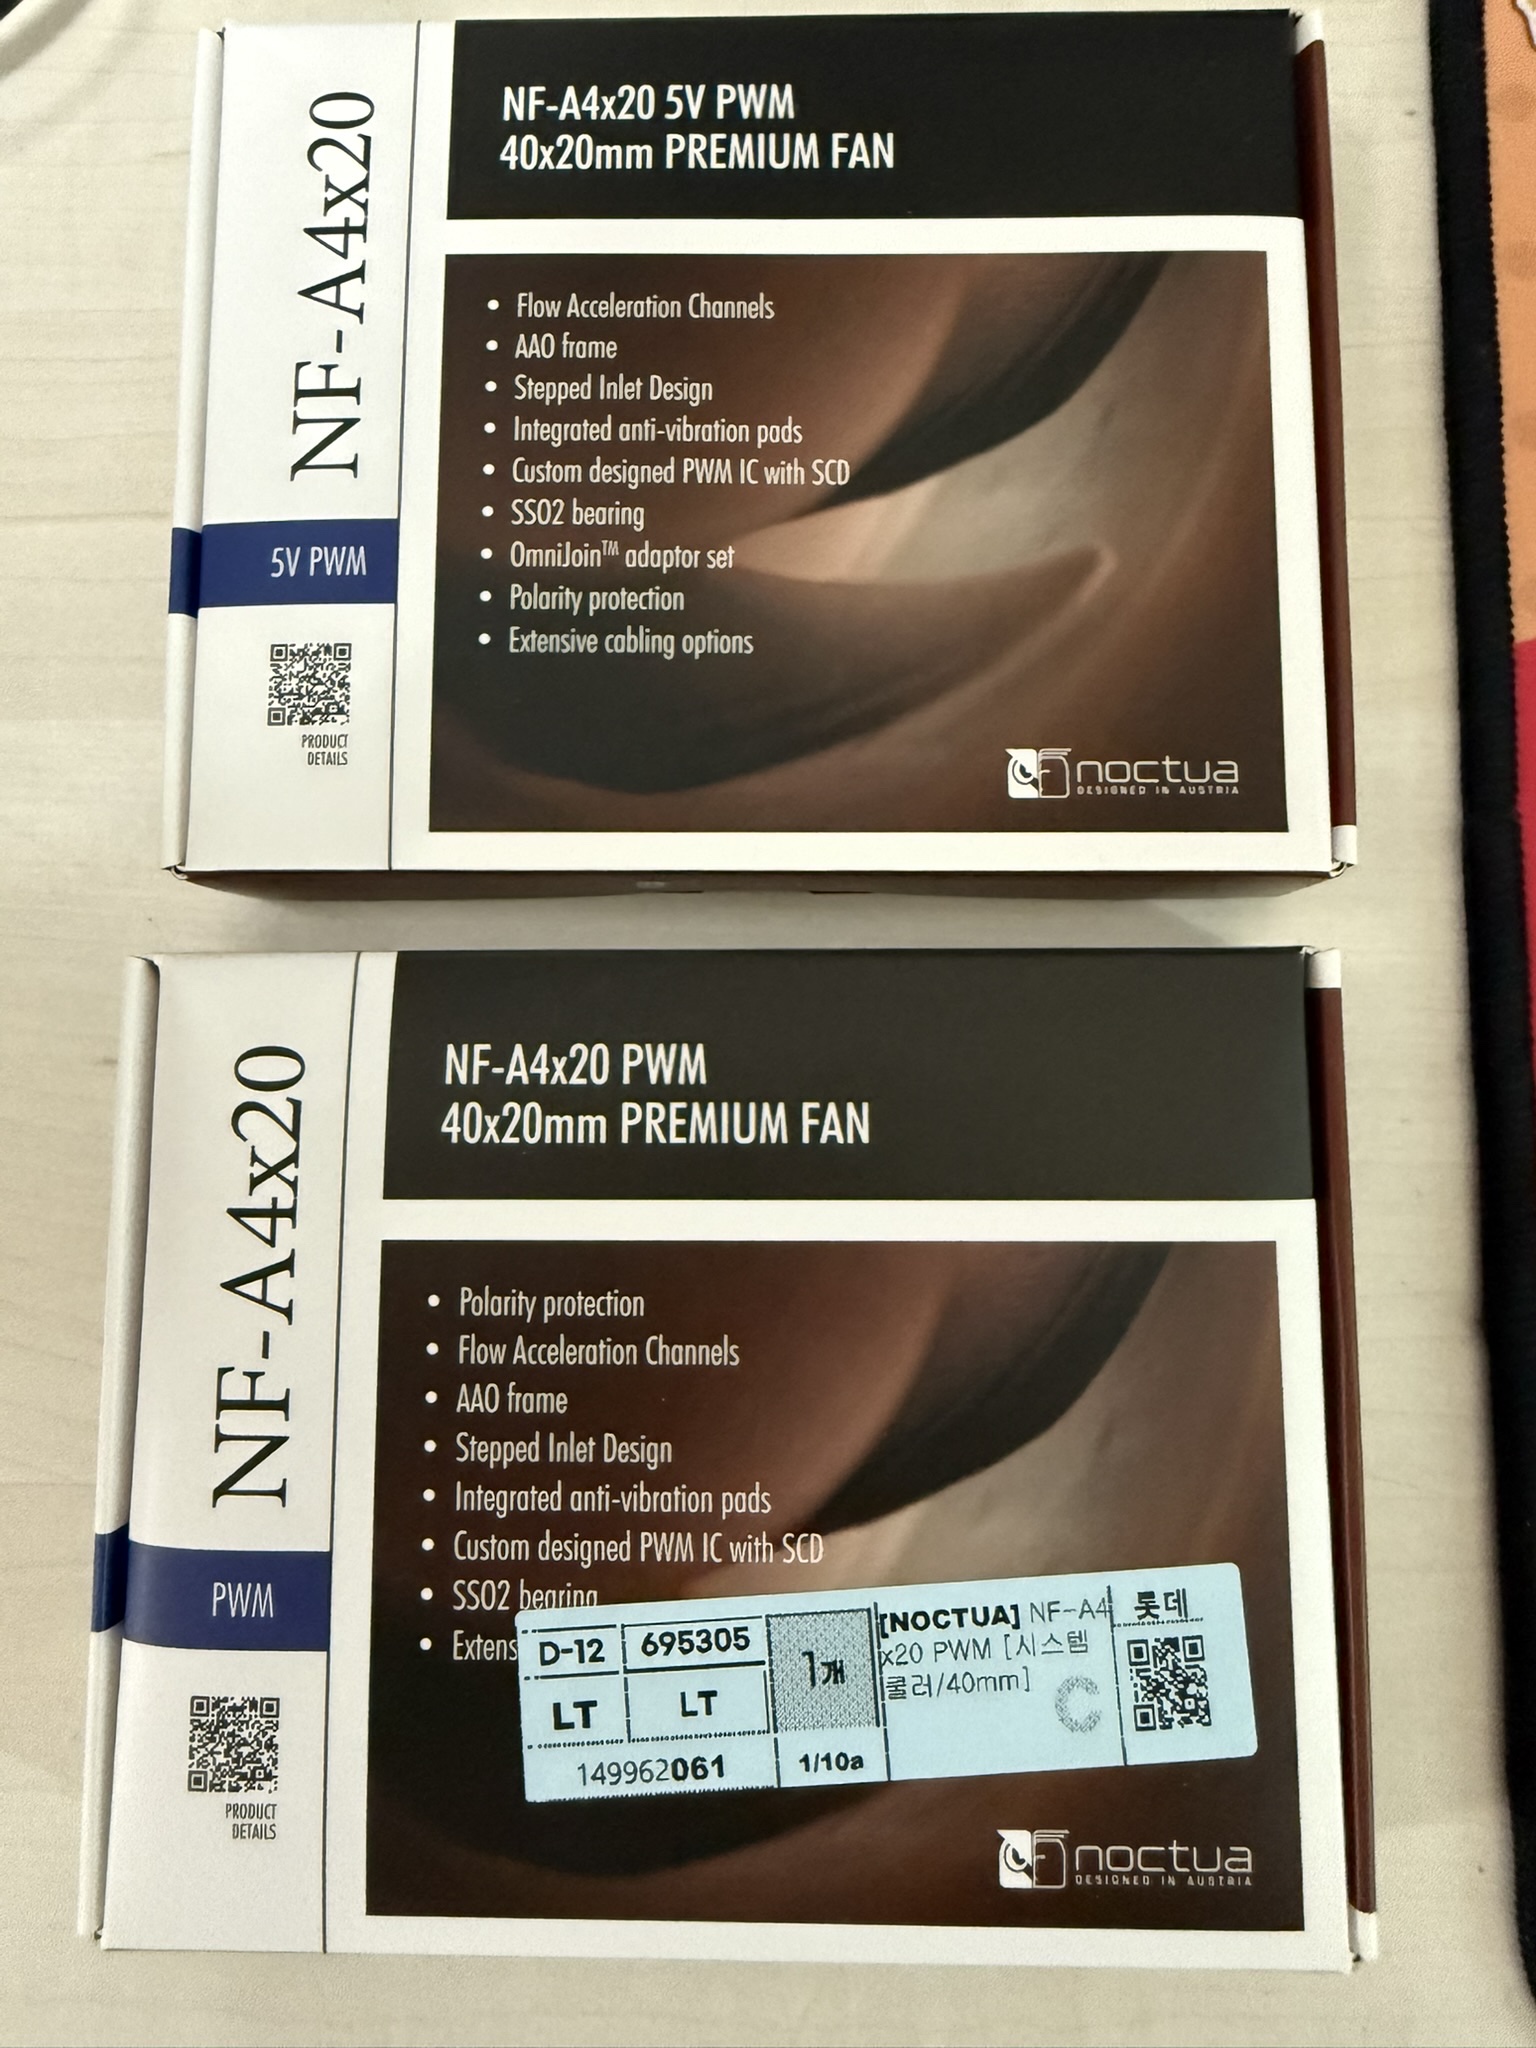 NF-A4x20
5V PWM
PRODUCT
DETAILS
NF-A4x20 5V PWM
40x20mm PREMIUM FAN
• Flow Acceleration Channels
• AAO frame
• Stepped Inlet Design
• Integrated anti-vibration pads
• Custom designed PWM IC with SCD
• SSO2 bearing
• OmniJoin™ adaptor set
• Polarity protection
• Extensive cabling options
noctua
DESIGNED IN AUSTRIA
NF-A4x20
PWM
PRODUCT
DETAILS
NF-A4x20 PWM
40x20mm PREMIUM FAN
• Polarity protection
• Flow Acceleration Channels
• AAO frame
• Stepped Inlet Design
• Integrated anti-vibration pads
• Custom designed PWM IC with SCD
• SSO2 bearing
• Extens
D-12 695305
LT LT
149962061
1개
1/10a
[NOCTUA] NF-A4
x20 PWM [시스템
쿨러/40mm]
C
롯데
noctua
DESIGNED IN AUSTRIA